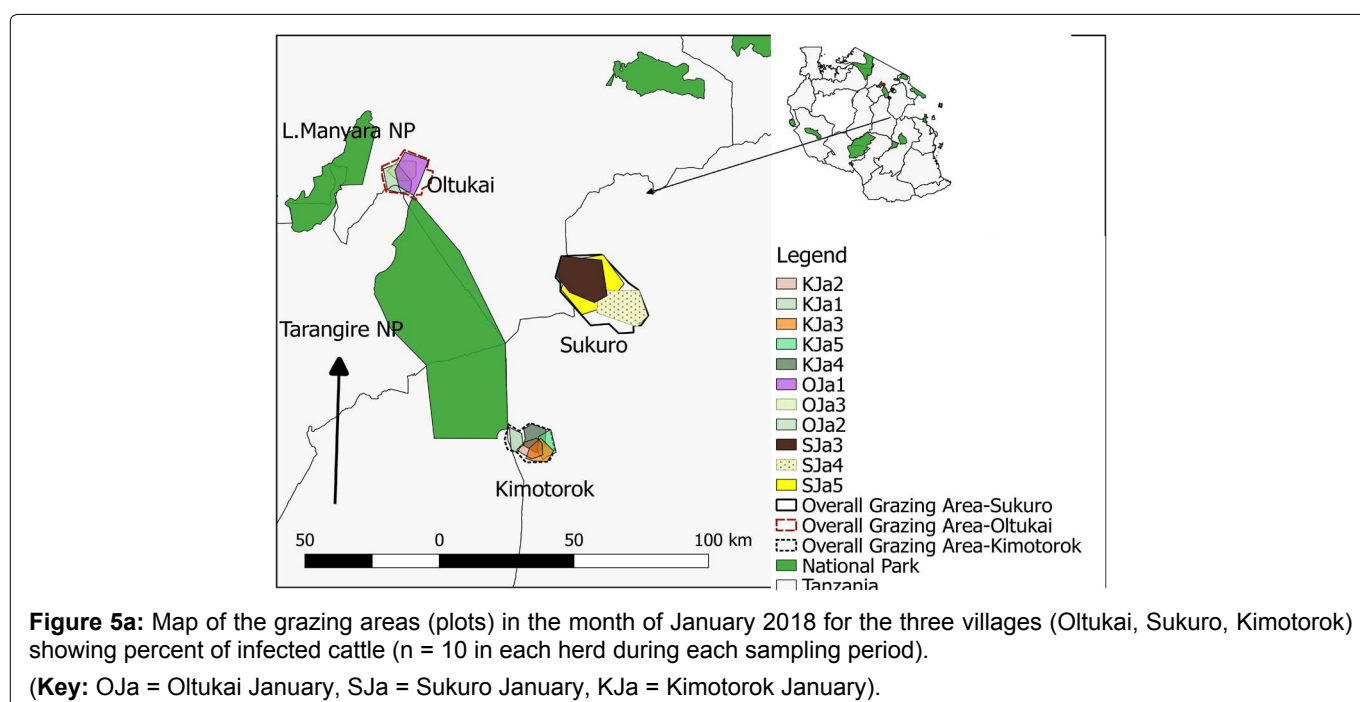 L.Manyara NP
Oltukai
Tarangire NP
Sukuro
Kimotorok
50 0 50 100 km
Legend
KJa2
KJa1
KJa3
KJa5
KJa4
OJa1
OJa3
OJa2
SJa3
SJa4
SJa5
Overall Grazing Area-Sukuro
Overall Grazing Area-Oltukai
Overall Grazing Area-Kimotorok
National Park
Tanzania
Figure 5a: Map of the grazing areas (plots) in the month of January 2018 for the three villages (Oltukai, Sukuro, Kimotorok)
showing percent of infected cattle (n = 10 in each herd during each sampling period).
(Key: OJa = Oltukai January, SJa = Sukuro January, KJa = Kimotorok January).